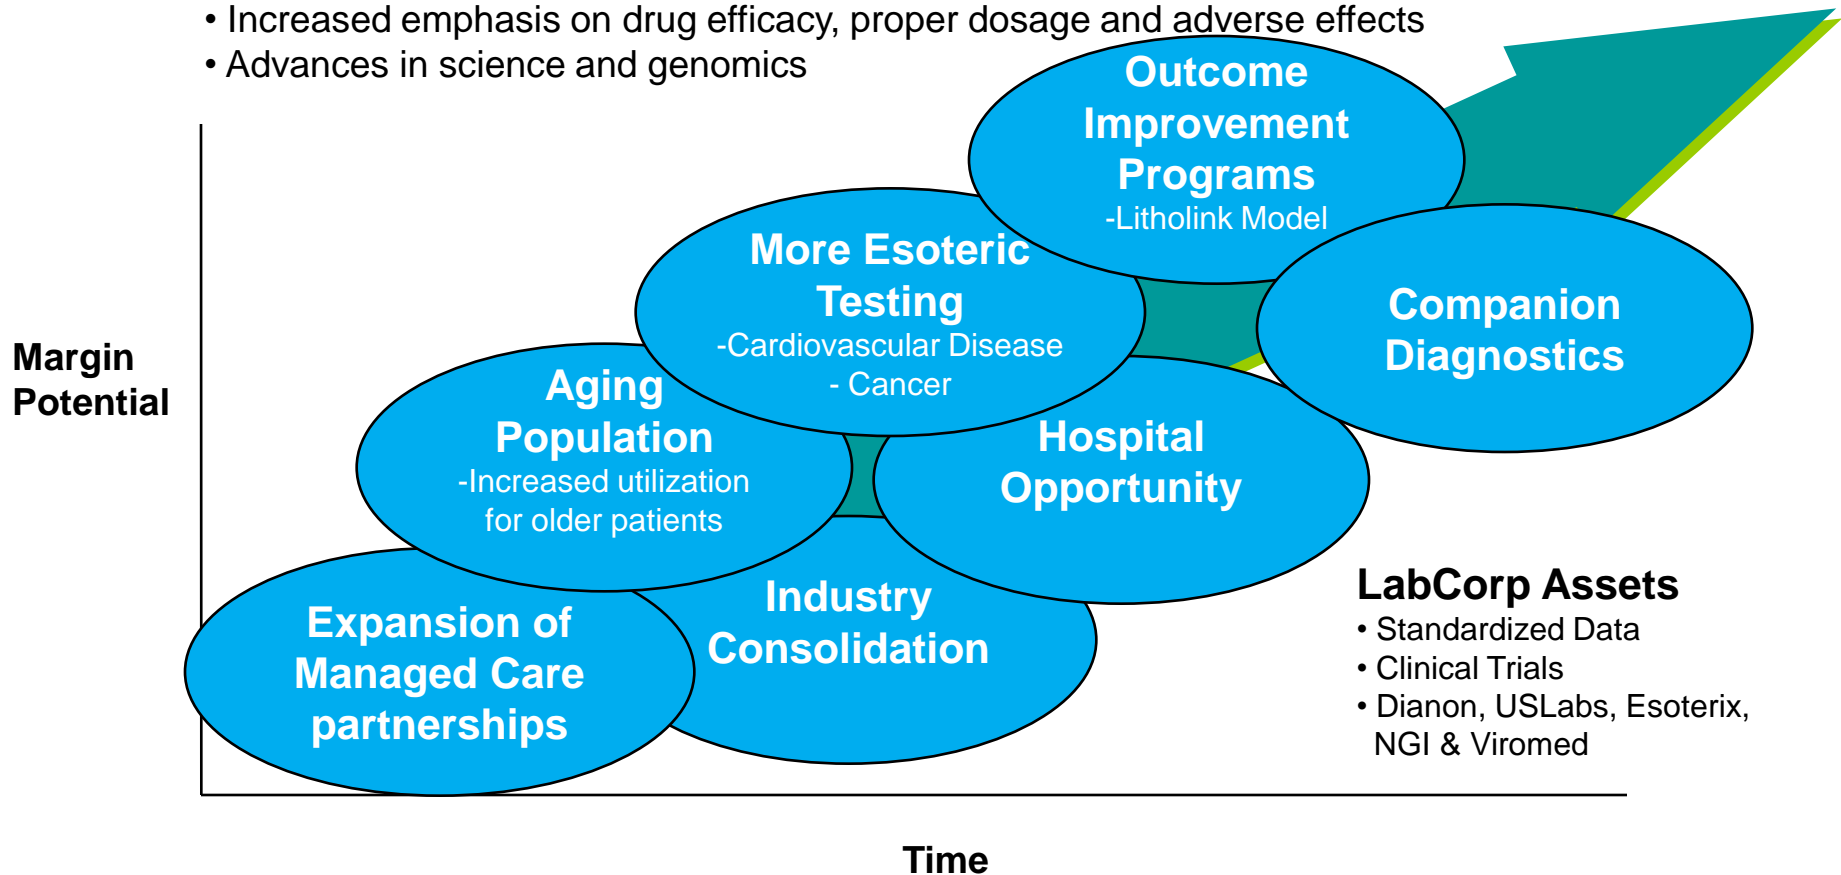 • Increased emphasis on drug efficacy, proper dosage and adverse effects
• Advances in science and genomics
Outcome
Improvement
Programs
-Litholink Model
More Esoteric
Testing
-Cardiovascular Disease
- Cancer
Companion
Diagnostics
Margin
Potential
Aging
Population
-Increased utilization
for older patients
Hospital
Opportunity
Industry
Consolidation
Expansion of
Managed Care
partnerships
LabCorp Assets
• Standardized Data
• Clinical Trials
• Dianon, USLabs, Esoterix,
NGI & Viromed
Time